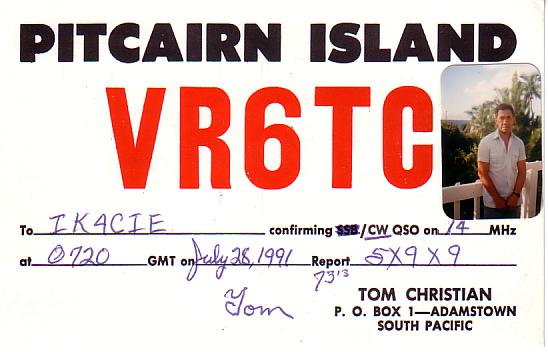 PITCAIRN ISLAND
VR6TC
To IK4CIE confirming SSB/CW QSO on 14 MHz
at 0720 GMT on July 28, 1991 Report 5X9X9
73's
Tom
TOM CHRISTIAN
P. O. BOX 1—ADAMSTOWN
SOUTH PACIFIC